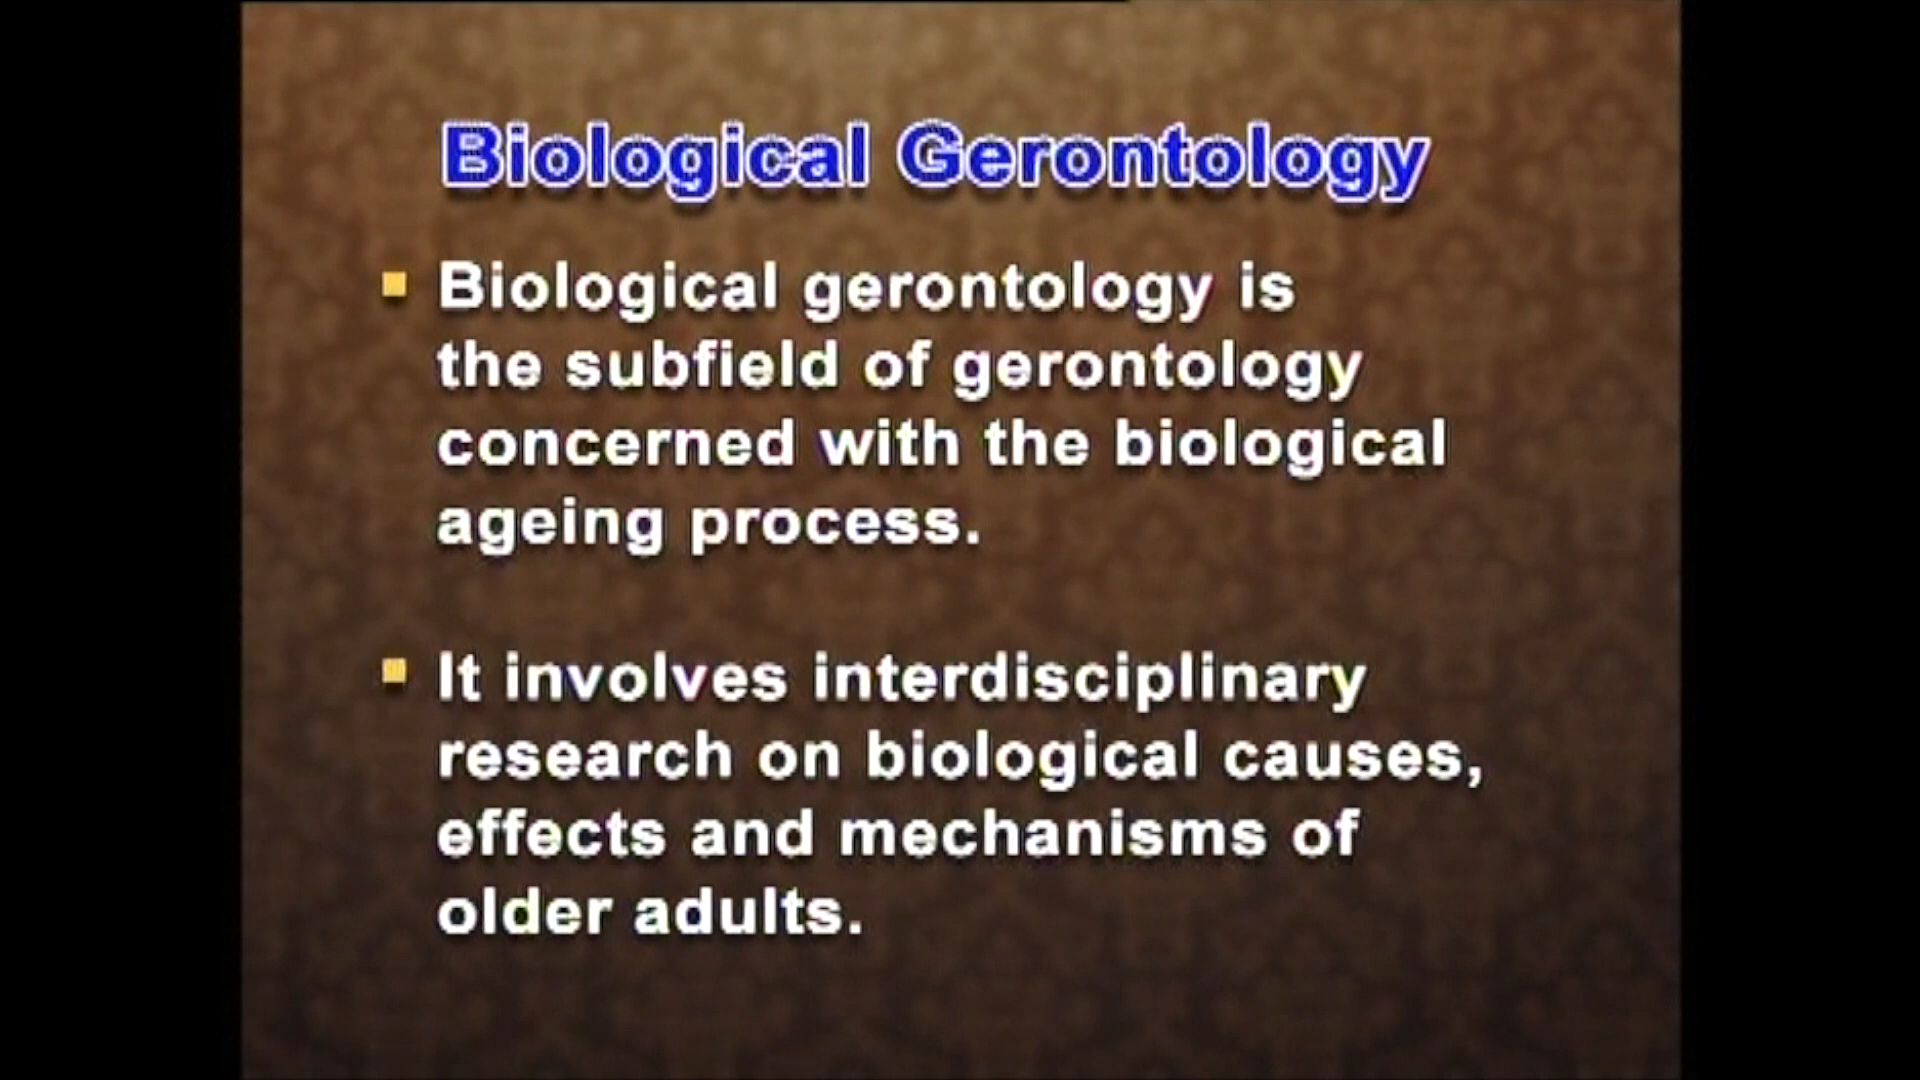 Biological Gerontology
Biological gerontology is
the subfield of gerontology
concerned with the biological
ageing process.
It involves interdisciplinary
research on biological causes,
effects and mechanisms of
older adults.